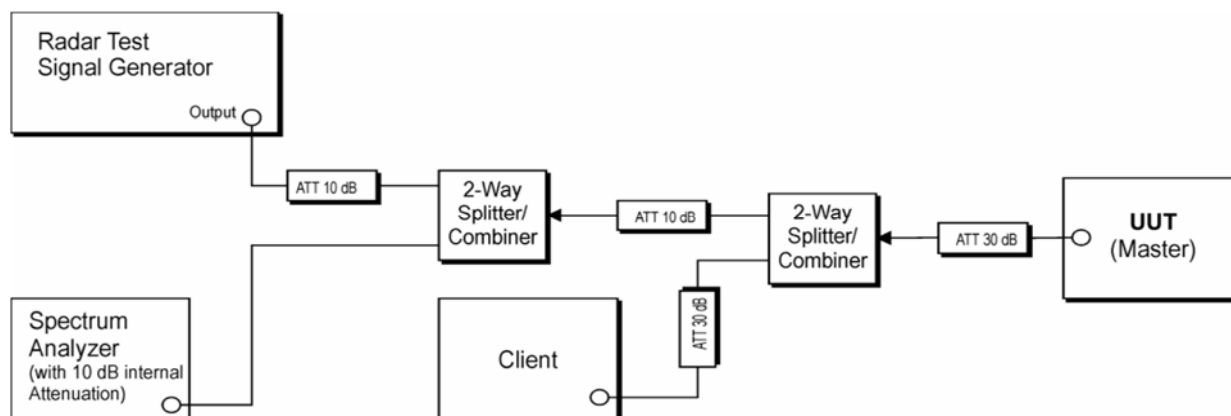 Radar Test
Signal Generator
Output
ATT 10 dB
2-Way
Splitter/
Combiner
ATT 10 dB
2-Way
Splitter/
Combiner
ATT 30 dB
UUT
(Master)
Spectrum
Analyzer
(with 10 dB internal
Attenuation)
Client
ATT 30 dB